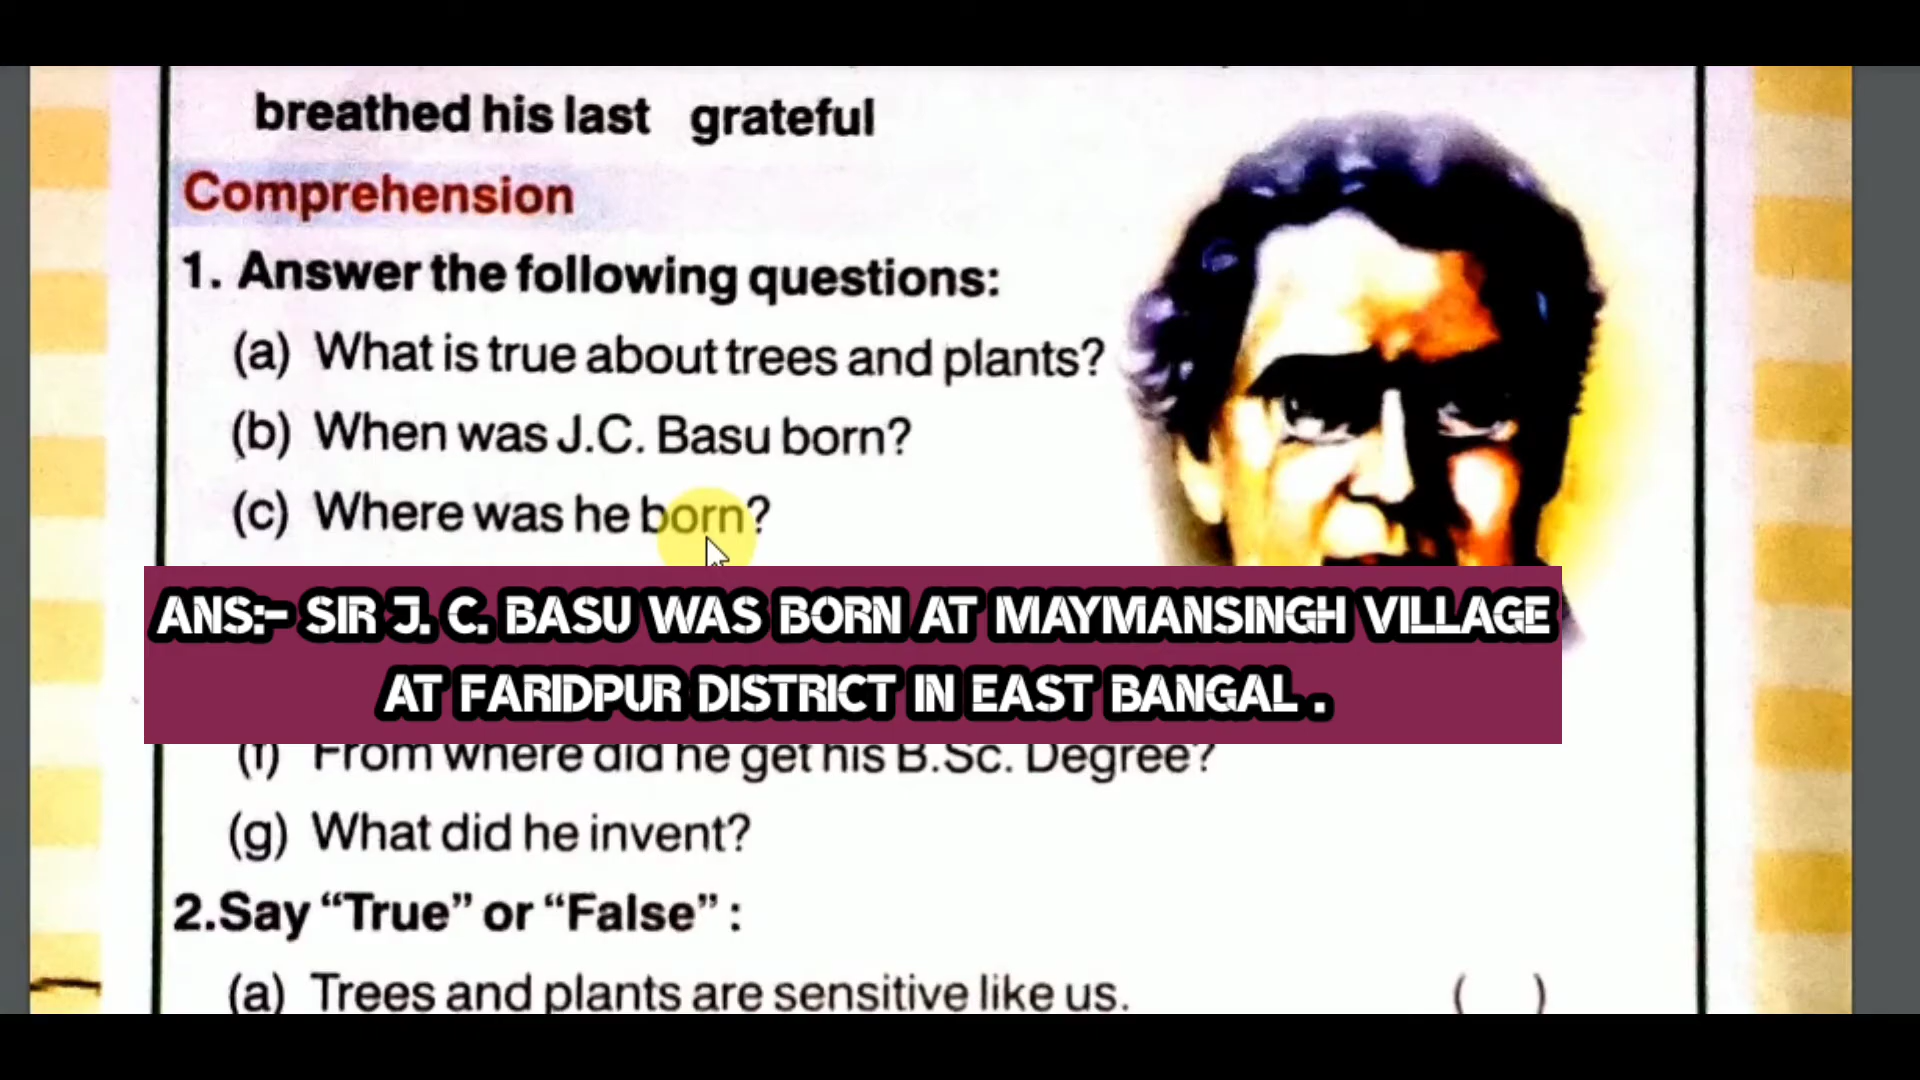 breathed his last grateful
Comprehension
1. Answer the following questions:
(a) What is true about trees and plants?
(b) When was J.C. Basu born?
(c) Where was he born?
ANS:- SIR J. C. BASU WAS BORN AT MAYMANSINGH VILLAGE
AT FARIDPUR DISTRICT IN EAST BANGAL .
(f) From where did he get his B.Sc. Degree?
(g) What did he invent?
2.Say “True” or “False” :
(a) Trees and plants are sensitive like us. ( )